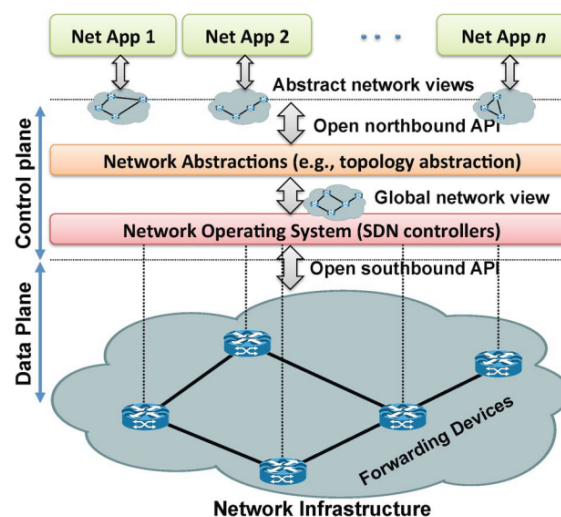 Net App 1
Net App 2
• • •
Net App n
Abstract network views
Open northbound API
Network Abstractions (e.g., topology abstraction)
Global network view
Network Operating System (SDN controllers)
Open southbound API
Control plane
Data Plane
Forwarding Devices
Network Infrastructure